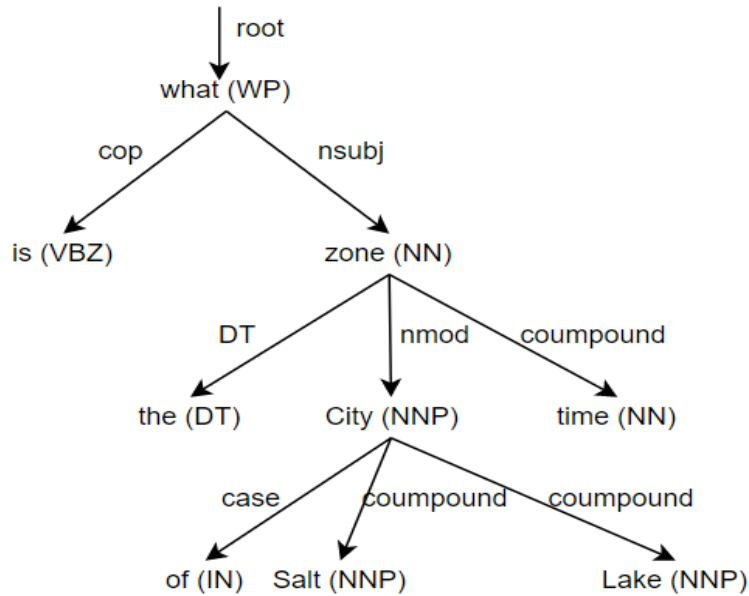 root
what (WP)
cop nsubj
is (VBZ) zone (NN)
DT nmod coumpound
the (DT) City (NNP) time (NN)
case coumpound coumpound
of (IN) Salt (NNP) Lake (NNP)